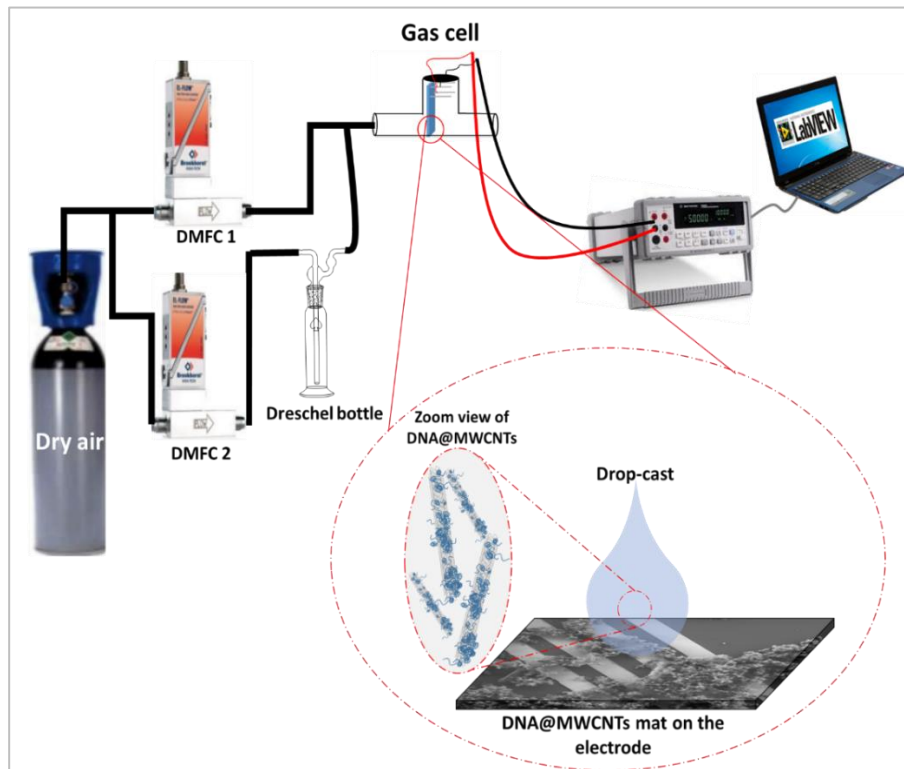 Gas cell
LabVIEW
DMFC 1
Dreschel bottle
Dry air
DMFC 2
Zoom view of
DNA@MWCNTs
Drop-cast
DNA@MWCNTs mat on the
electrode